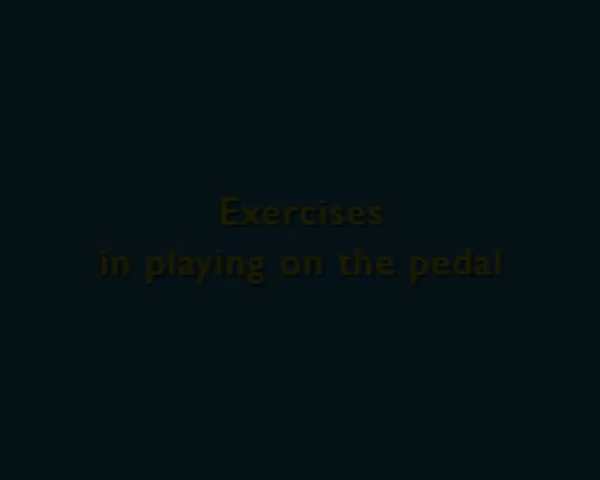 Exercises
in playing on the pedal